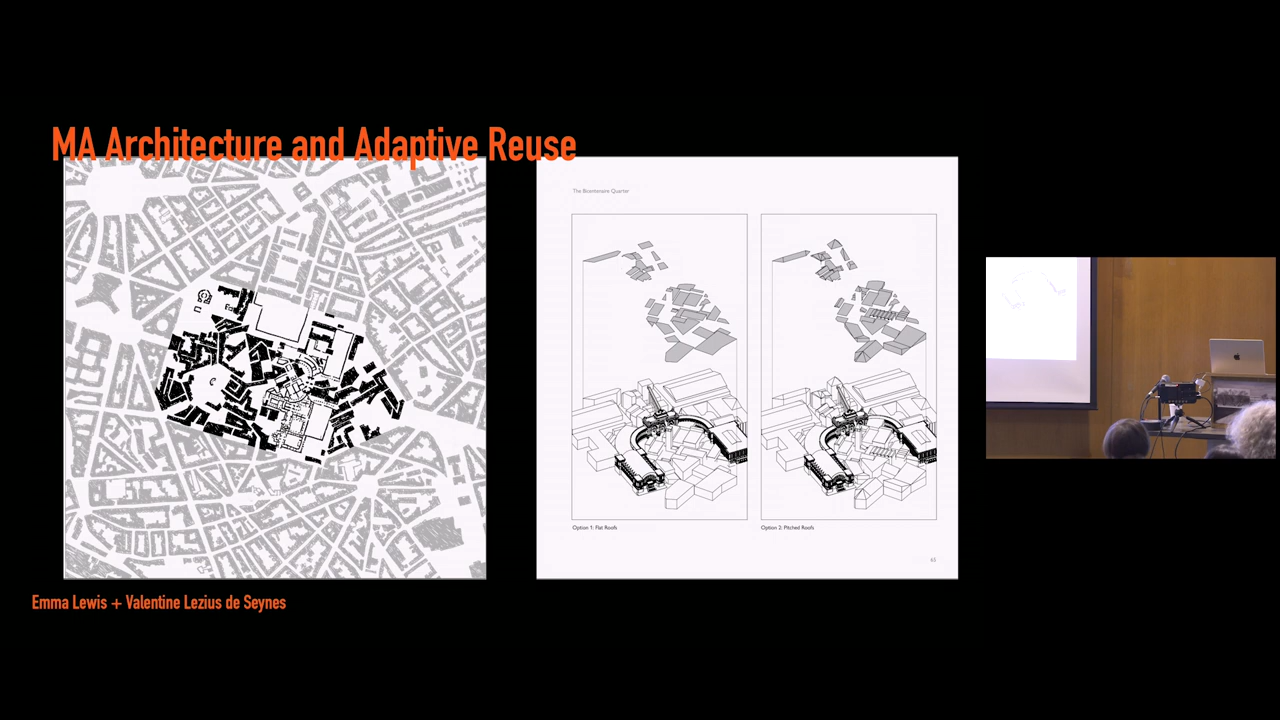 MA Architecture and Adaptive Reuse
The Bicentenaire Quarter
Option 1: Flat Roofs
Option 2: Pitched Roofs
65
Emma Lewis + Valentine Lezius de Seynes